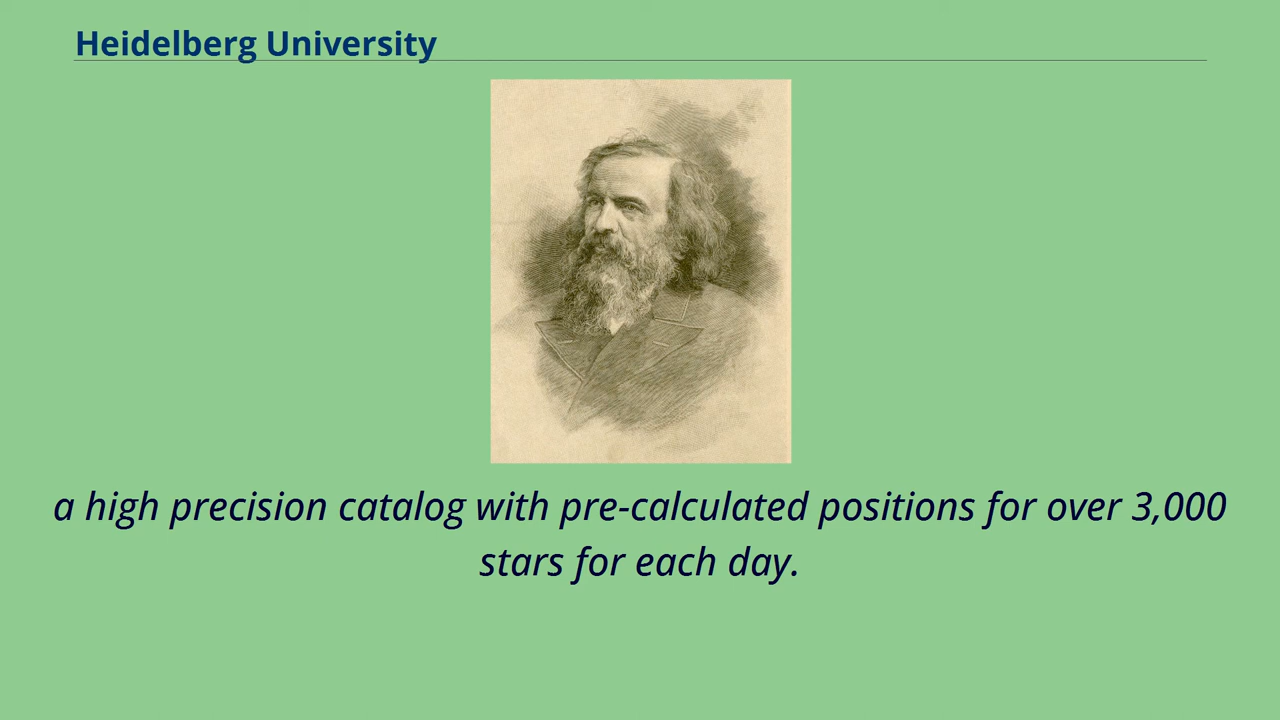 Heidelberg University
a high precision catalog with pre-calculated positions for over 3,000
stars for each day.